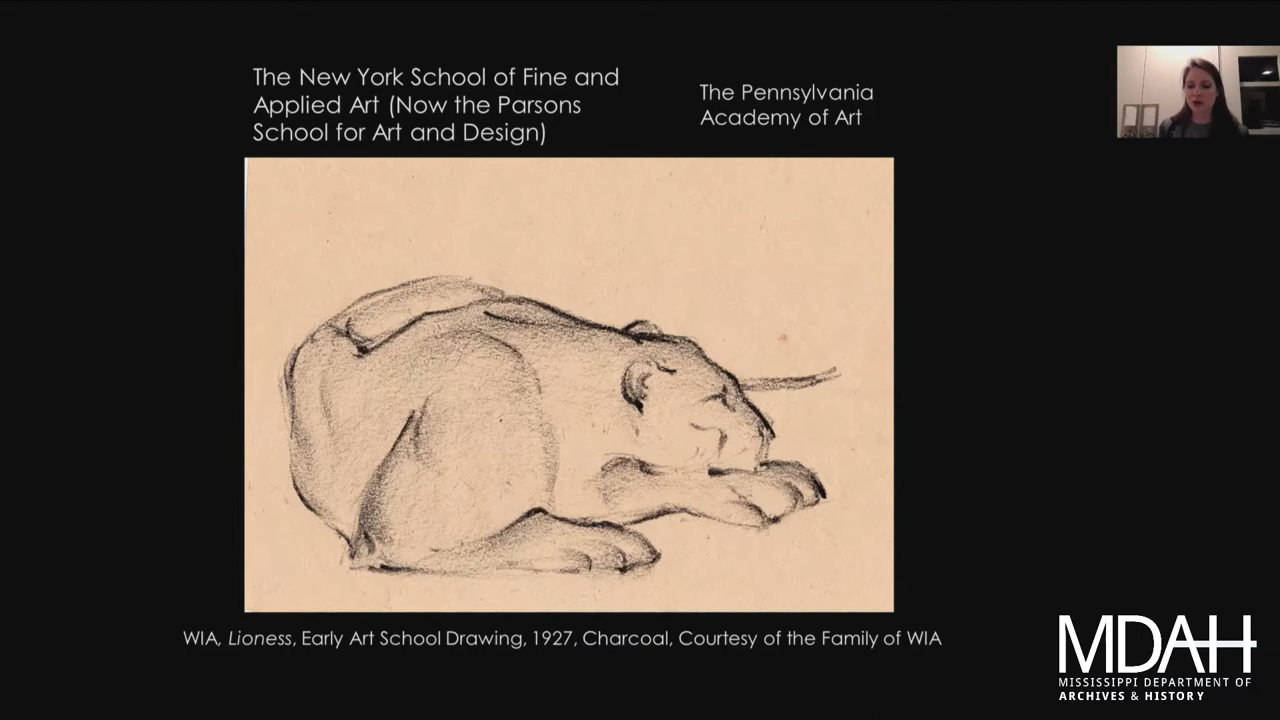 The New York School of Fine and
Applied Art (Now the Parsons
School for Art and Design)
The Pennsylvania
Academy of Art
WIA, Lioness, Early Art School Drawing, 1927, Charcoal, Courtesy of the Family of WIA
MDAH
MISSISSIPPI DEPARTMENT OF
ARCHIVES & HISTORY